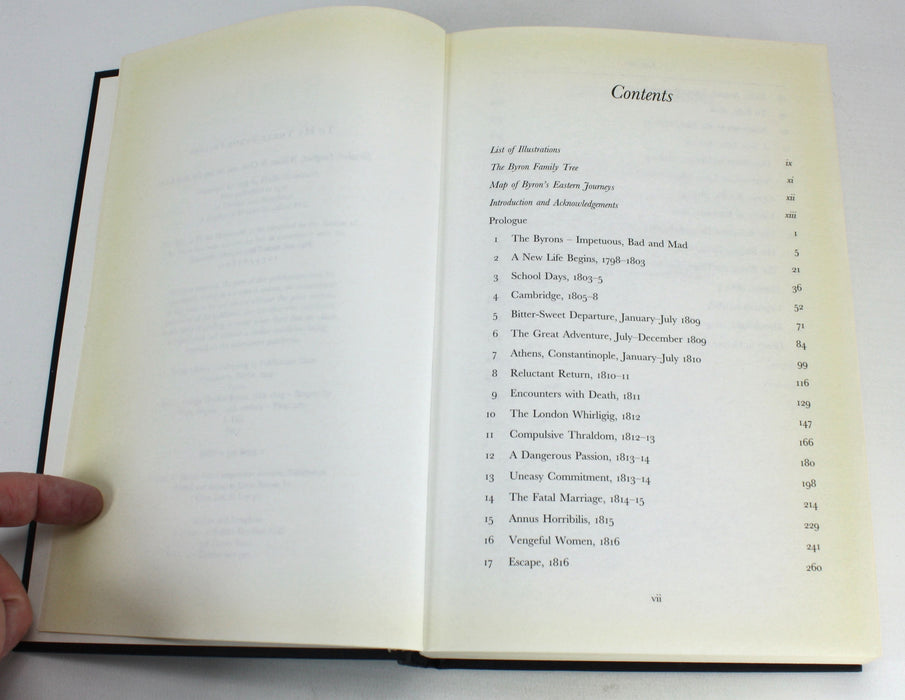 Contents
List of Illustrations ix
The Byron Family Tree xi
Map of Byron's Eastern Journeys xii
Introduction and Acknowledgements xiii
Prologue 1
1 The Byrons – Impetuous, Bad and Mad 5
2 A New Life Begins, 1798–1803 21
3 School Days, 1803–5 36
4 Cambridge, 1805–8 52
5 Bitter-Sweet Departure, January–July 1809 71
6 The Great Adventure, July–December 1809 84
7 Athens, Constantinople, January–July 1810 99
8 Reluctant Return, 1810–11 116
9 Encounters with Death, 1811 129
10 The London Whirligig, 1812 147
11 Compulsive Thraldom, 1812–13 166
12 A Dangerous Passion, 1813–14 180
13 Uneasy Commitment, 1813–14 198
14 The Fatal Marriage, 1814–15 214
15 Annus Horribilis, 1815 229
16 Vengeful Women, 1816 241
17 Escape, 1816 260
vii